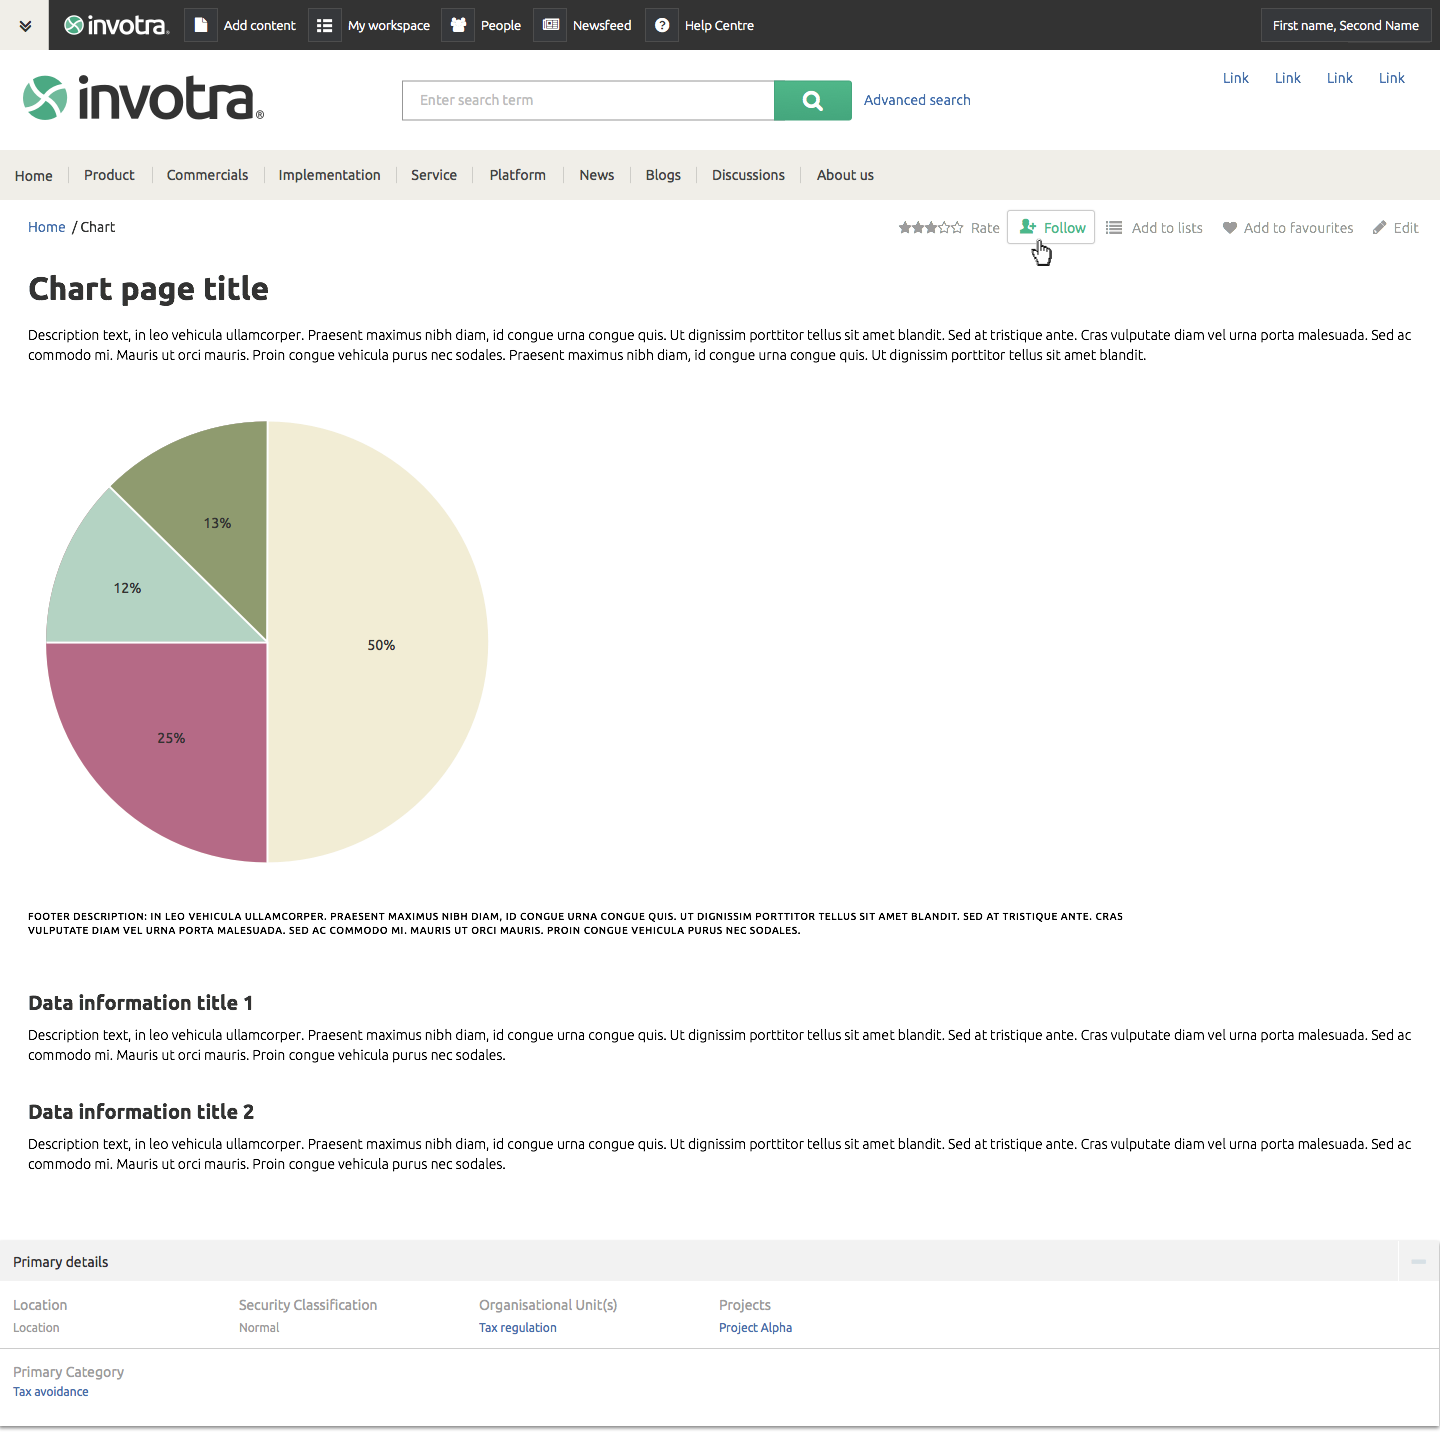 invotra. Add content My workspace People Newsfeed ? Help Centre First name, Second Name
invotra® Enter search term Advanced search Link Link Link Link
Home Product Commercials Implementation Service Platform News Blogs Discussions About us
Home / Chart Rate Follow Add to lists Add to favourites Edit
Chart page title
Description text, in leo vehicula ullamcorper. Praesent maximus nibh diam, id congue urna congue quis. Ut dignissim porttitor tellus sit amet blandit. Sed at tristique ante. Cras vulputate diam vel urna porta malesuada. Sed ac
commodo mi. Mauris ut orci mauris. Proin congue vehicula purus nec sodales. Praesent maximus nibh diam, id congue urna congue quis. Ut dignissim porttitor tellus sit amet blandit.
13%
12%
50%
25%
FOOTER DESCRIPTION: IN LEO VEHICULA ULLAMCORPER. PRAESENT MAXIMUS NIBH DIAM, ID CONGUE URNA CONGUE QUIS. UT DIGNISSIM PORTTITOR TELLUS SIT AMET BLANDIT. SED AT TRISTIQUE ANTE. CRAS
VULPUTATE DIAM VEL URNA PORTA MALESUADA. SED AC COMMODO MI. MAURIS UT ORCI MAURIS. PROIN CONGUE VEHICULA PURUS NEC SODALES.
Data information title 1
Description text, in leo vehicula ullamcorper. Praesent maximus nibh diam, id congue urna congue quis. Ut dignissim porttitor tellus sit amet blandit. Sed at tristique ante. Cras vulputate diam vel urna porta malesuada. Sed ac
commodo mi. Mauris ut orci mauris. Proin congue vehicula purus nec sodales.
Data information title 2
Description text, in leo vehicula ullamcorper. Praesent maximus nibh diam, id congue urna congue quis. Ut dignissim porttitor tellus sit amet blandit. Sed at tristique ante. Cras vulputate diam vel urna porta malesuada. Sed ac
commodo mi. Mauris ut orci mauris. Proin congue vehicula purus nec sodales.
Primary details
Location Security Classification Organisational Unit(s) Projects
Location Normal Tax regulation Project Alpha
Primary Category
Tax avoidance